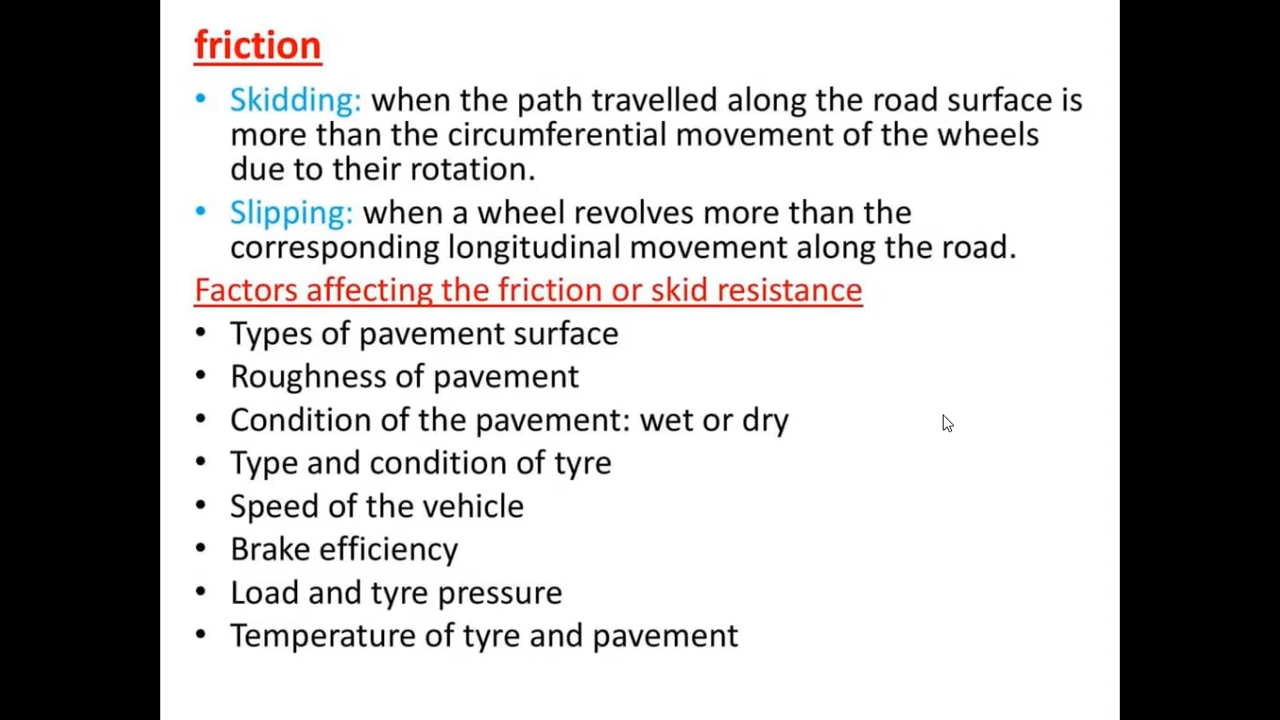 friction
• Skidding: when the path travelled along the road surface is
more than the circumferential movement of the wheels
due to their rotation.
• Slipping: when a wheel revolves more than the
corresponding longitudinal movement along the road.
Factors affecting the friction or skid resistance
• Types of pavement surface
• Roughness of pavement
• Condition of the pavement: wet or dry
• Type and condition of tyre
• Speed of the vehicle
• Brake efficiency
• Load and tyre pressure
• Temperature of tyre and pavement